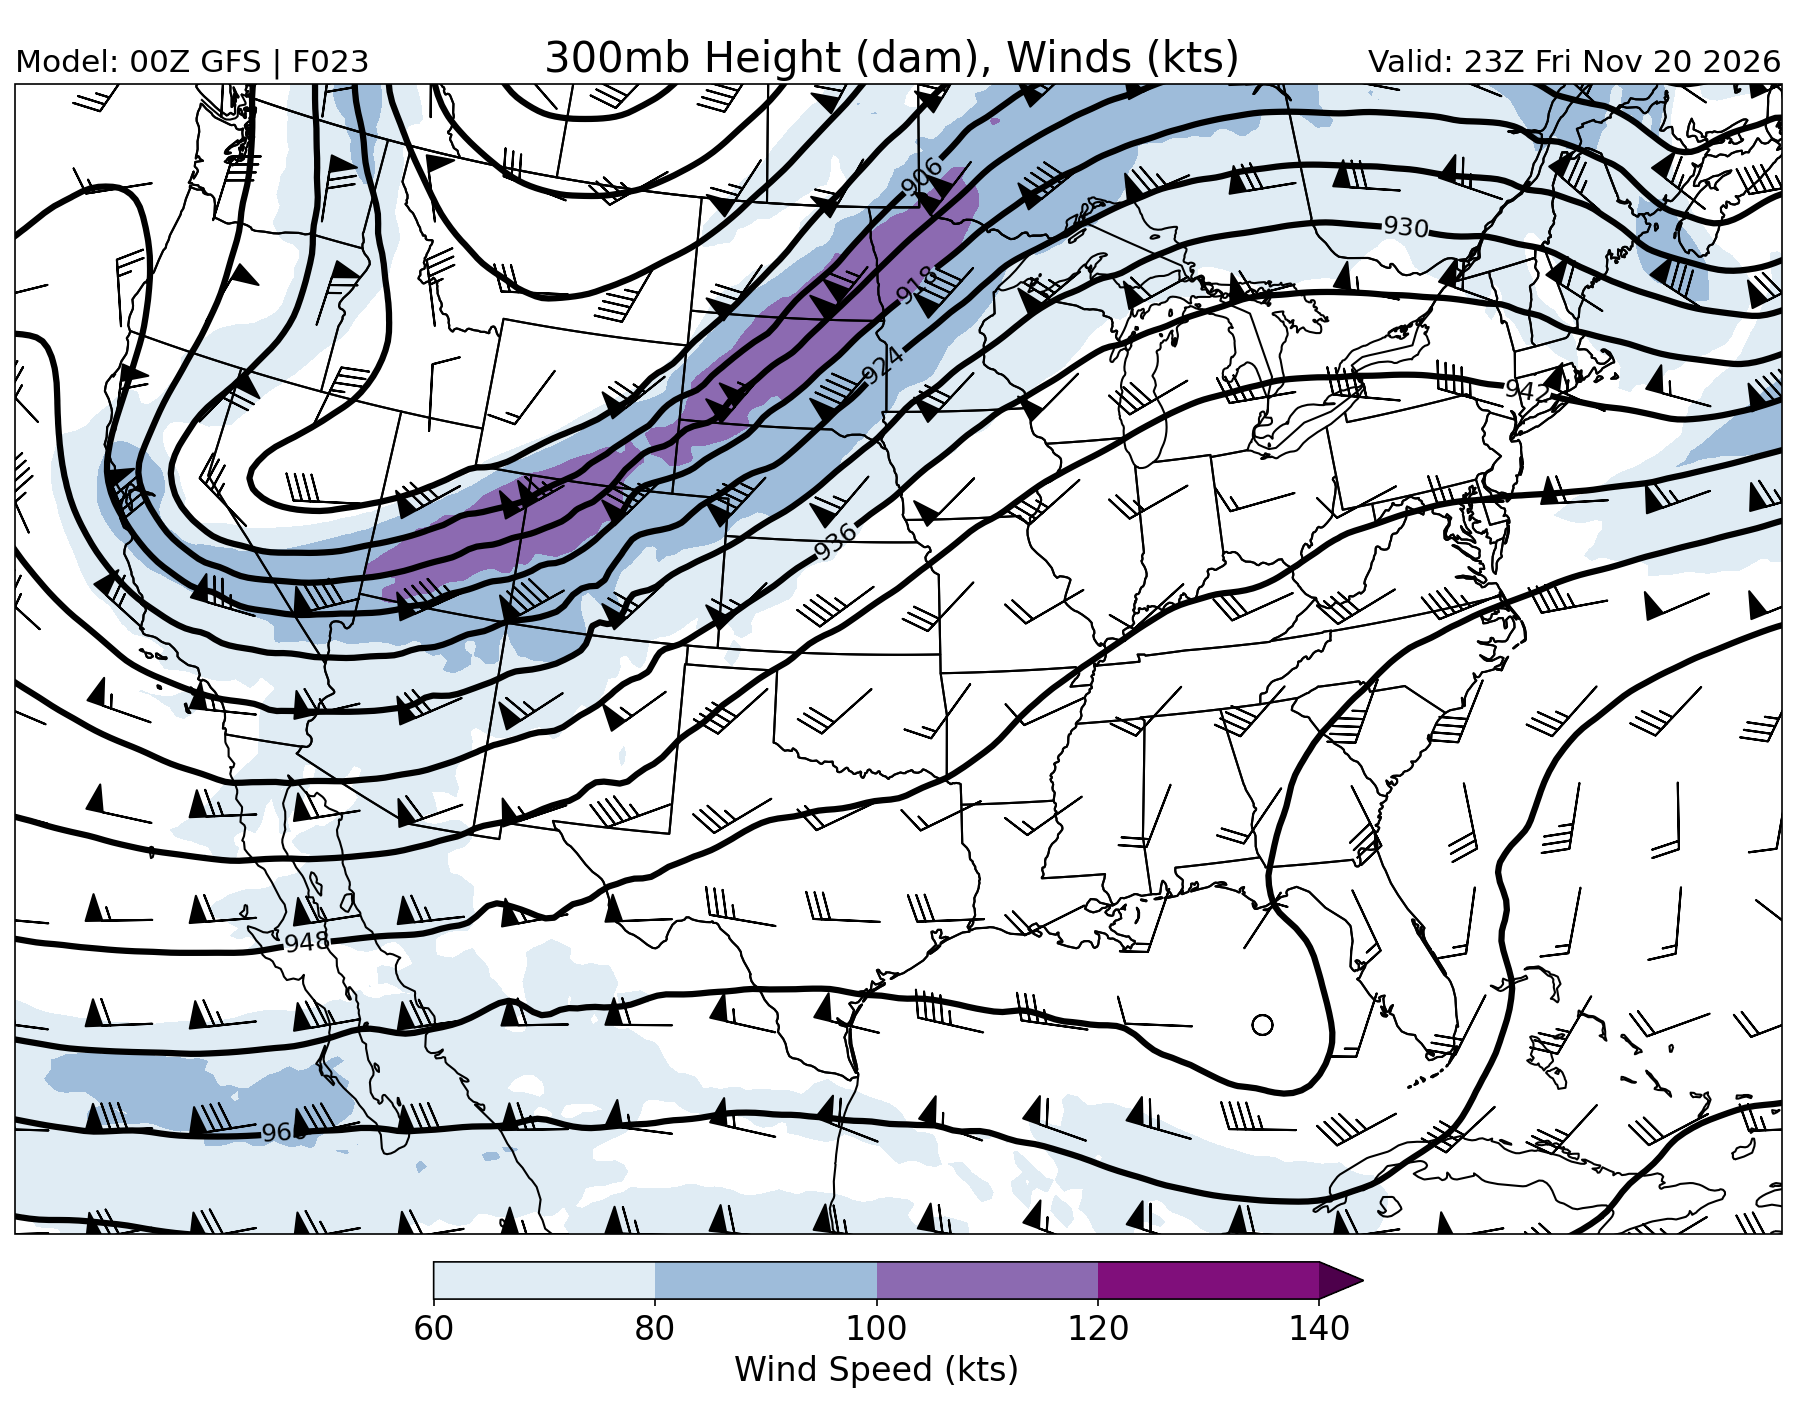 Model: 00Z GFS | F023
300mb Height (dam), Winds (kts)
Valid: 23Z Fri Nov 20 2026
906
930
918
924
942
936
948
60 80 100 120 140
Wind Speed (kts)